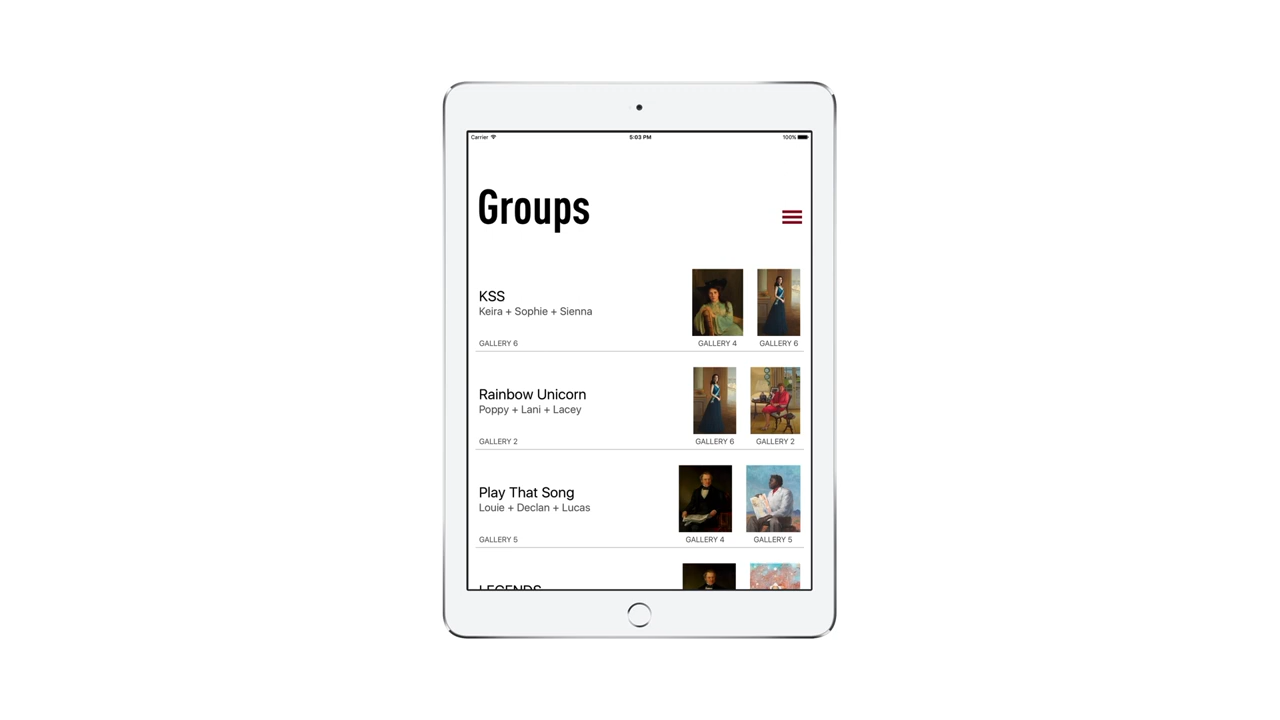 Carrier 5:03 PM 100%
Groups
KSS
Keira + Sophie + Sienna
GALLERY 6 GALLERY 4 GALLERY 6
Rainbow Unicorn
Poppy + Lani + Lacey
GALLERY 2 GALLERY 6 GALLERY 2
Play That Song
Louie + Declan + Lucas
GALLERY 5 GALLERY 4 GALLERY 5
LEGENDS